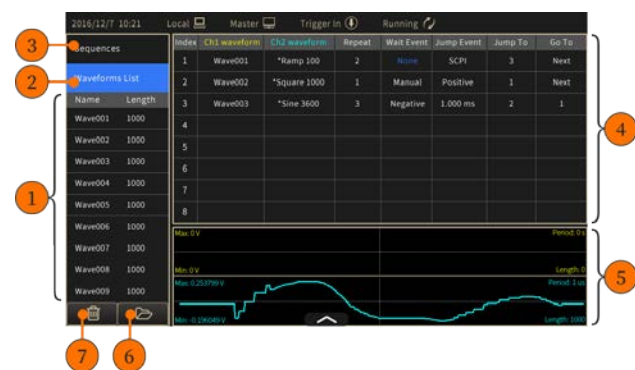 2016/12/7 10:21 Local Master Trigger In Running
3 Sequences
2 Waveforms List
Name Length
Wave001 1000
Wave002 1000
Wave003 1000
Wave004 1000
Wave005 1000
Wave006 1000
Wave007 1000
Wave008 1000
Wave009 1000
1
7
6
Index Ch1 waveform Ch2 waveform Repeat Wait Event Jump Event Jump To Go To
1 Wave001 *Ramp 100 2 None SCPI 3 Next
2 Wave002 *Square 1000 1 Manual Positive 1 Next
3 Wave003 *Sine 3600 3 Negative 1.000 ms 2 1
4
5
6
7
8
4
Max: 0 V Period: 0 s
Min: 0 V Length: 0
Max: 0.253799 V Period: 1 us
Min: -0.196049 V Length: 1000
5